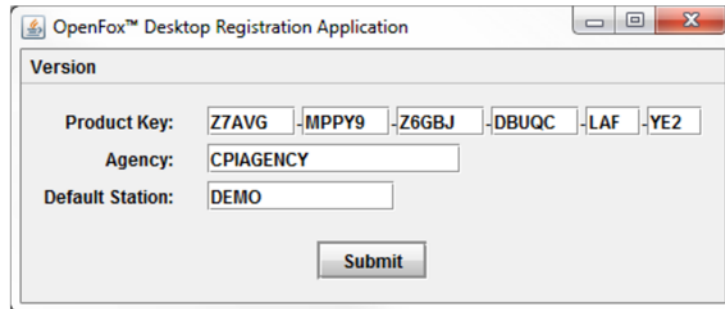 OpenFox™ Desktop Registration Application
Version
Product Key: Z7AVG -MPPY9 -Z6GBJ -DBUQC -LAF -YE2
Agency: CPIAGENCY
Default Station: DEMO
Submit